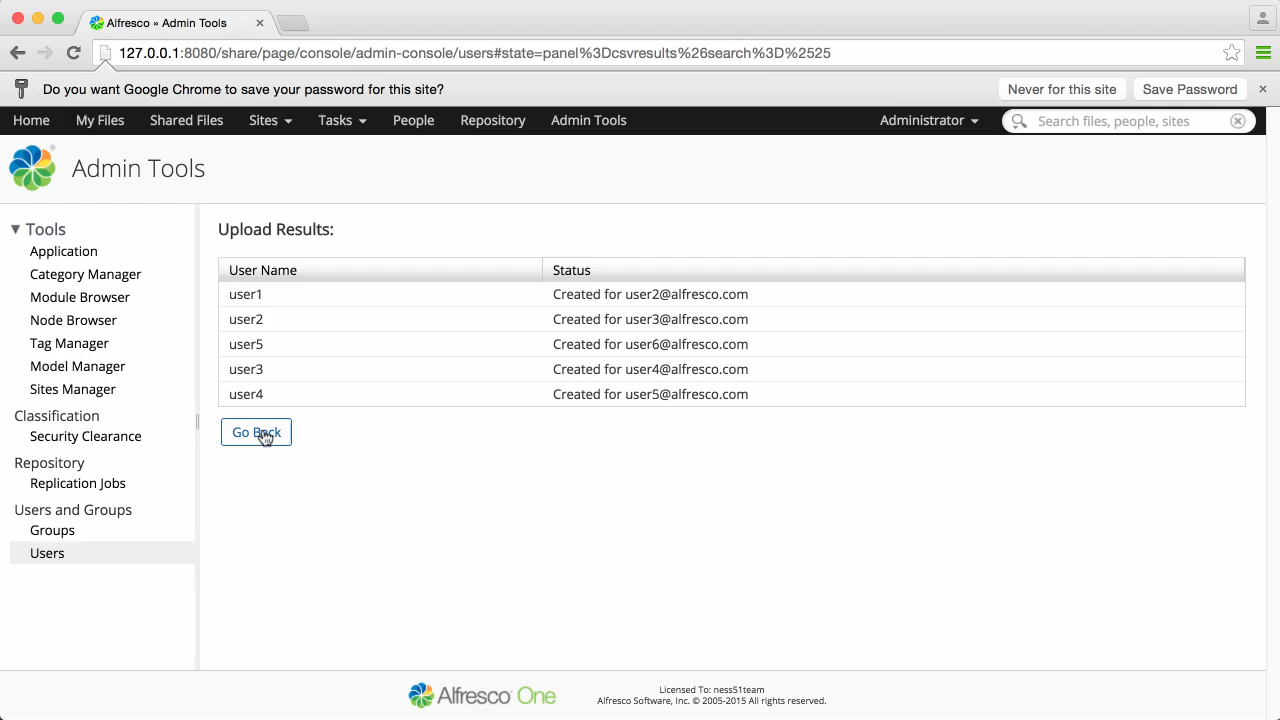 Alfresco » Admin Tools
127.0.0.1:8080/share/page/console/admin-console/users#state=panel%3Dcsvresults%26search%3D%2525
Do you want Google Chrome to save your password for this site? Never for this site Save Password
Home My Files Shared Files Sites Tasks People Repository Admin Tools Administrator Search files, people, sites
Admin Tools
Tools
Application
Category Manager
Module Browser
Node Browser
Tag Manager
Model Manager
Sites Manager
Classification
Security Clearance
Repository
Replication Jobs
Users and Groups
Groups
Users
Upload Results:
User Name Status
user1 Created for user2@alfresco.com
user2 Created for user3@alfresco.com
user5 Created for user6@alfresco.com
user3 Created for user4@alfresco.com
user4 Created for user5@alfresco.com
Go Back
Alfresco One
Licensed To: ness51team
Alfresco Software, Inc. © 2005-2015 All rights reserved.